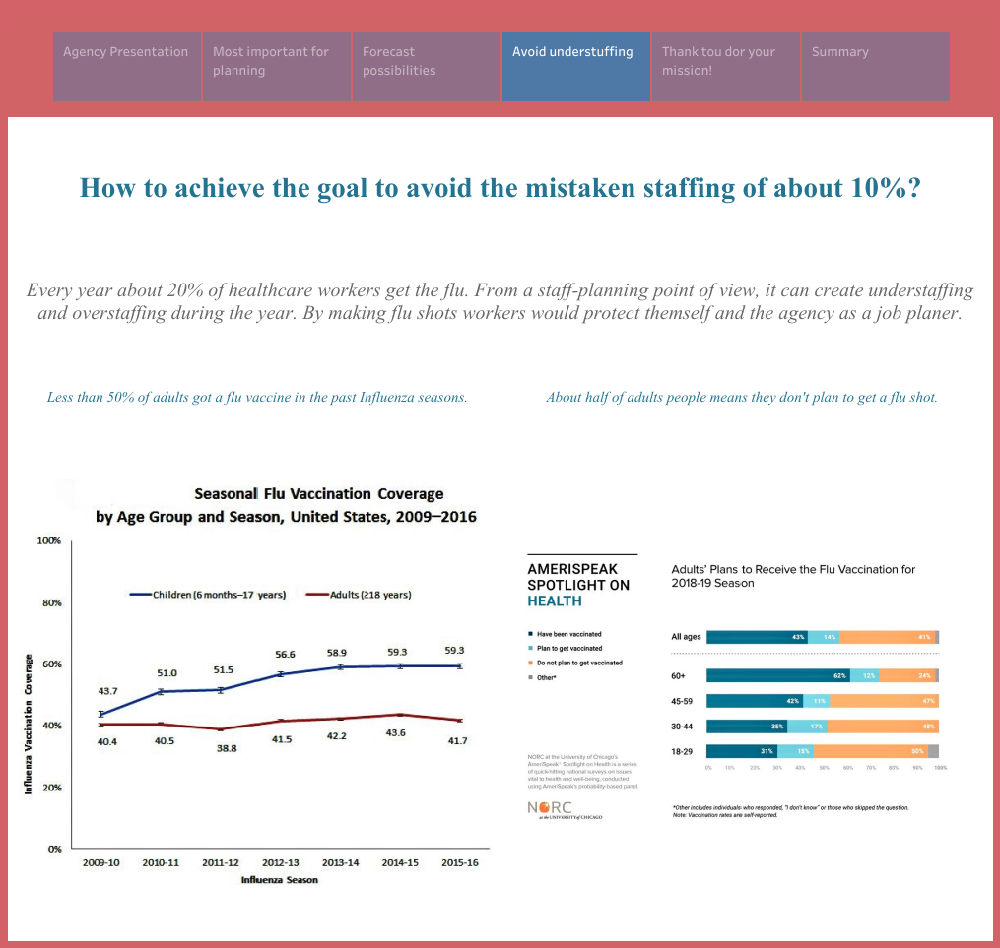 Agency Presentation
Most important for
planning
Forecast
possibilities
Avoid understuffing
Thank tou dor your
mission!
Summary
How to achieve the goal to avoid the mistaken staffing of about 10%?
Every year about 20% of healthcare workers get the flu. From a staff-planning point of view, it can create understaffing
and overstaffing during the year. By making flu shots workers would protect themself and the agency as a job planer.
Less than 50% of adults got a flu vaccine in the past Influenza seasons.
About half of adults people means they don't plan to get a flu shot.
Seasonal Flu Vaccination Coverage
by Age Group and Season, United States, 2009–2016
Influenza Vaccination Coverage
100%
80%
60%
40%
20%
0%
Children (6 months–17 years)
Adults (≥18 years)
43.7
51.0
51.5
56.6
58.9
59.3
59.3
40.4
40.5
38.8
41.5
42.2
43.6
41.7
2009-10
2010-11
2011-12
2012-13
2013-14
2014-15
2015-16
Influenza Season
AMERISPEAK
SPOTLIGHT ON
HEALTH
Have been vaccinated
Plan to get vaccinated
Do not plan to get vaccinated
Other*
NORC at the University of Chicago's
AmeriSpeak® Spotlight on Health is a series
of quick-hitting national surveys on issues
vital to health and well-being, conducted
using AmeriSpeak's probability-based panel.
NORC
at the UNIVERSITY of CHICAGO
Adults' Plans to Receive the Flu Vaccination for
2018-19 Season
All ages 43% 14% 41%
60+ 62% 12% 24%
45-59 42% 11% 47%
30-44 35% 17% 48%
18-29 31% 15%
0% 10% 20% 30% 40% 50% 60% 70% 80% 90% 100%
*Other includes individuals who responded, "I don't know" or those who skipped the question.
Note: Vaccination rates are self-reported.